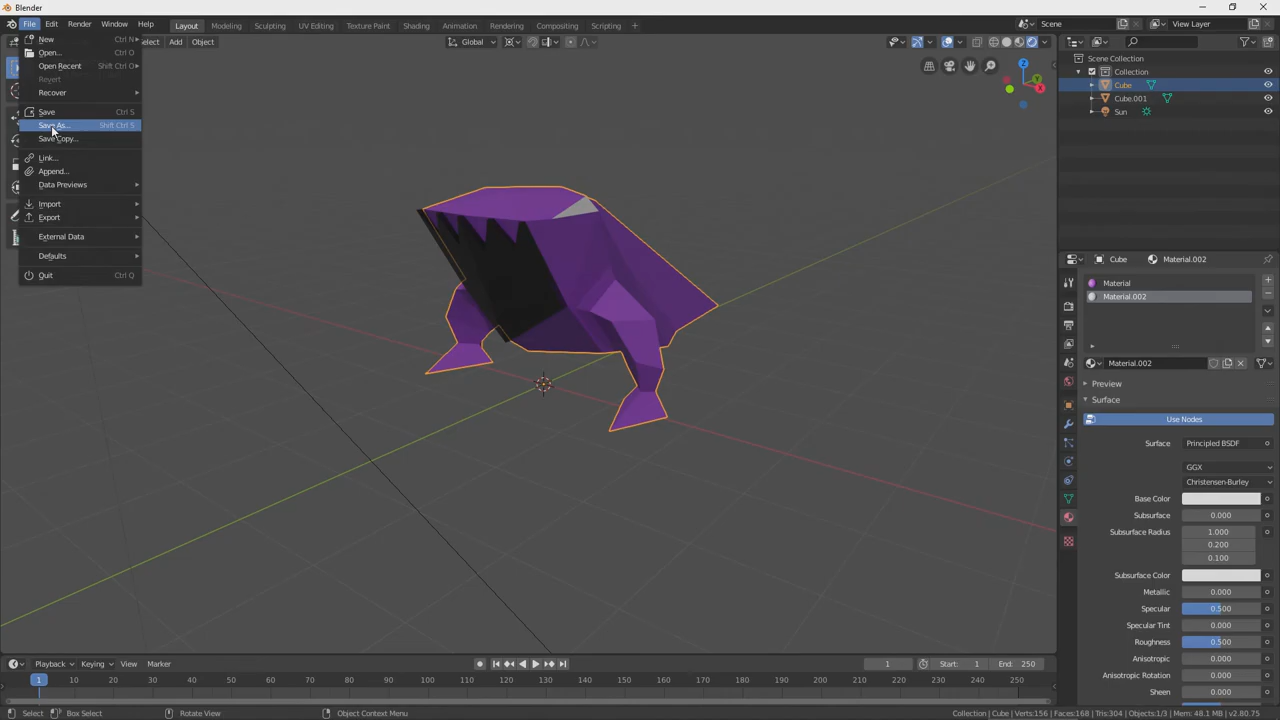 Blender
File Edit Render Window Help Layout Modeling Sculpting UV Editing Texture Paint Shading Animation Rendering Compositing Scripting + Scene View Layer
New Ctrl N
Open... Ctrl O
Open Recent Shift Ctrl O
Revert
Recover
Save Ctrl S
Save As... Shift Ctrl S
Save Copy...
Link...
Append...
Data Previews
Import
Export
External Data
Defaults
Quit Ctrl Q
Select Add Object Global
Z
Y
Scene Collection
Collection
Cube
Cube.001
Sun
Cube Material.002
Material
Material.002
Material.002
Preview
Surface
Use Nodes
Surface Principled BSDF
GGX
Christensen-Burley
Base Color
Subsurface 0.000
Subsurface Radius 1.000
0.200
0.100
Subsurface Color
Metallic 0.000
Specular 0.500
Specular Tint 0.000
Roughness 0.500
Anisotropic 0.000
Anisotropic Rotation 0.000
Sheen 0.000
Playback Keying View Marker 1 Start: 1 End: 250
1 10 20 30 40 50 60 70 80 90 100 110 120 130 140 150 160 170 180 190 200 210 220 230 240 250
Select Box Select Rotate View Object Context Menu Collection | Cube | Verts:156 | Faces:168 | Tris:304 | Objects:1/3 | Mem: 48.1 MB | v2.80.75